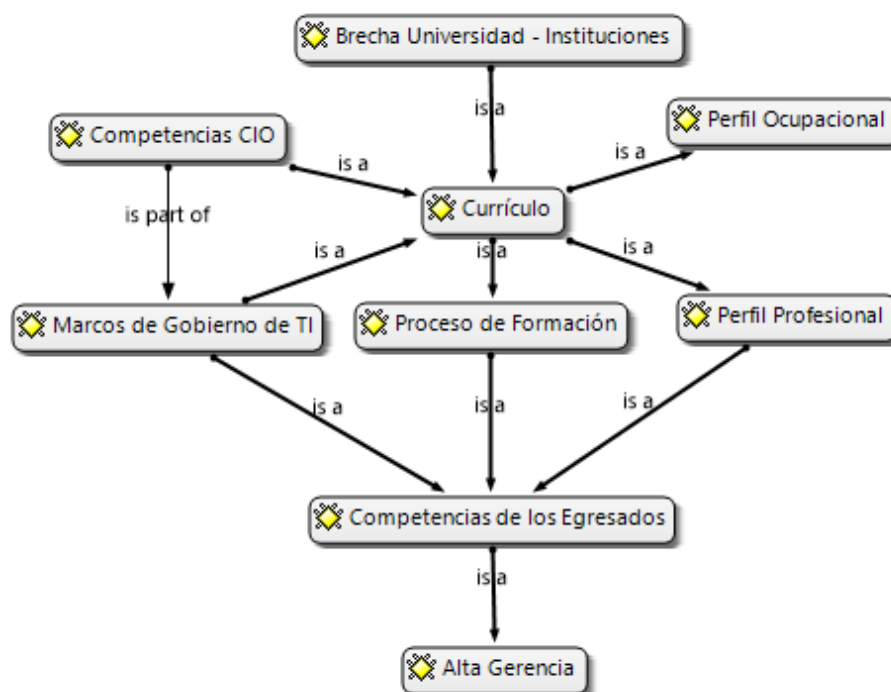 Brecha Universidad - Instituciones
is a
Competencias CIO
Perfil Ocupacional
is a
is a
is part of
Currículo
is a
is a
is a
Marcos de Gobierno de TI
Proceso de Formación
Perfil Profesional
is a
is a
is a
Competencias de los Egresados
is a
Alta Gerencia